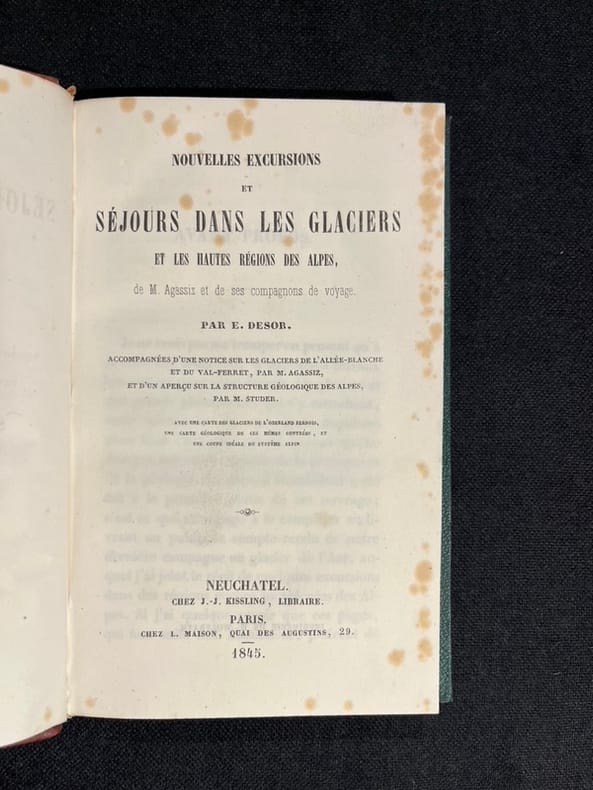 NOUVELLES EXCURSIONS
ET
SÉJOURS DANS LES GLACIERS
ET LES HAUTES RÉGIONS DES ALPES,
de M. Agassiz et de ses compagnons de voyage.
PAR E. DESOR.
ACCOMPAGNÉES D'UNE NOTICE SUR LES GLACIERS DE L'ALLÉE-BLANCHE
ET DU VAL-FERRET, PAR M. AGASSIZ,
ET D'UN APERÇU SUR LA STRUCTURE GÉOLOGIQUE DES ALPES,
PAR M. STUDER.
AVEC UNE CARTE DES GLACIERS DE L'OBERLAND BERNOIS,
UNE CARTE GÉOLOGIQUE DE CES MÊMES CONTRÉES, ET
UNE COUPE IDÉALE DU SYSTÈME ALPIN
NEUCHATEL.
CHEZ J.-J. KISSLING, LIBRAIRE.
PARIS.
CHEZ L. MAISON, QUAI DES AUGUSTINS, 29.
1845.